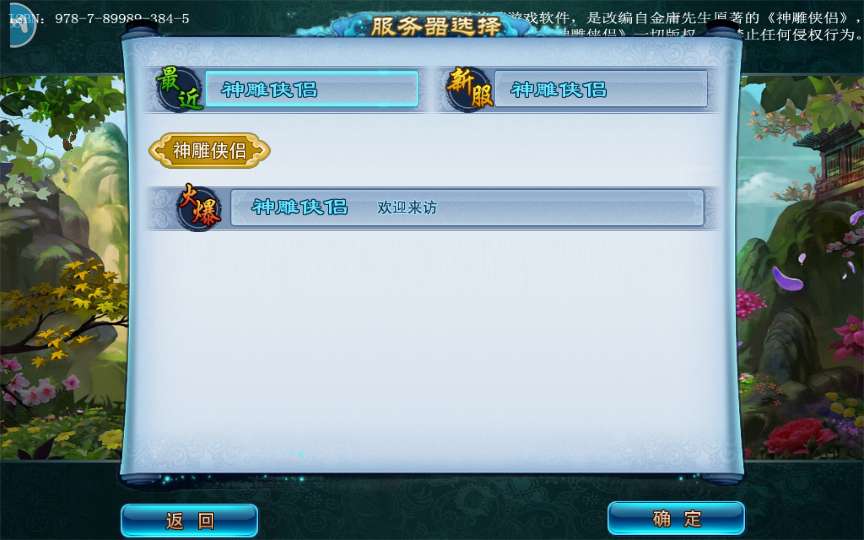 ISBN: 978-7-89989-384-5
服务器选择
游戏软件，是改编自金庸先生原著的《神雕侠侣》，
神雕侠侣》一切版权
禁止任何侵权行为。
最近 神雕侠侣
新服 神雕侠侣
神雕侠侣
火爆 神雕侠侣 欢迎来访
返回
确定